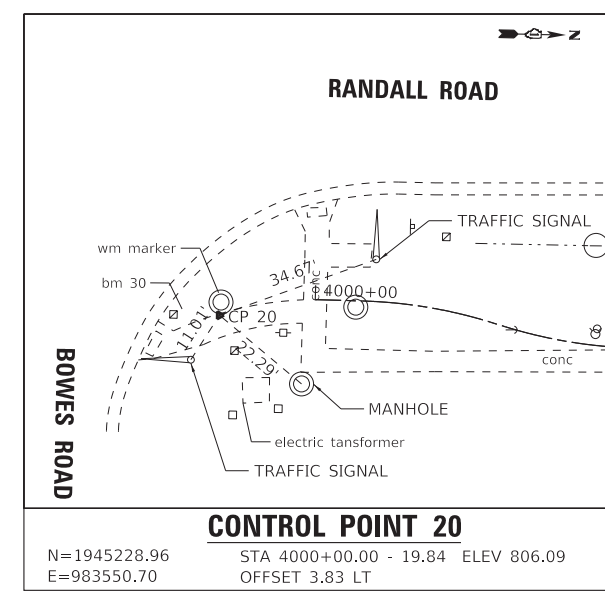 N
RANDALL ROAD
TRAFFIC SIGNAL
wm marker
34.67'
bm 30
conc
4000+00
CP 20
11.01'
22.29'
conc
BOWES ROAD
MANHOLE
electric tansformer
TRAFFIC SIGNAL
CONTROL POINT 20
N=1945228.96
STA 4000+00.00 - 19.84 ELEV 806.09
E=983550.70
OFFSET 3.83 LT